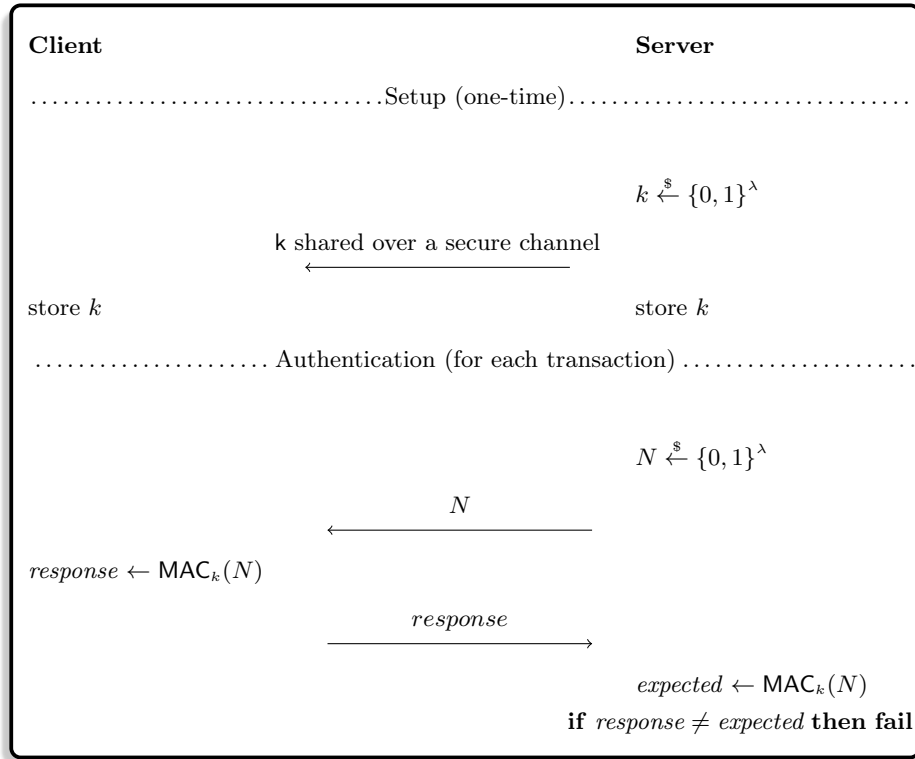 Client Server
................................Setup (one-time)................................
k ←$ {0, 1}^λ
k shared over a secure channel
store k store k
...................... Authentication (for each transaction) ......................
N ←$ {0, 1}^λ
N
response ← MAC_k(N)
response
expected ← MAC_k(N)
if response ≠ expected then fail